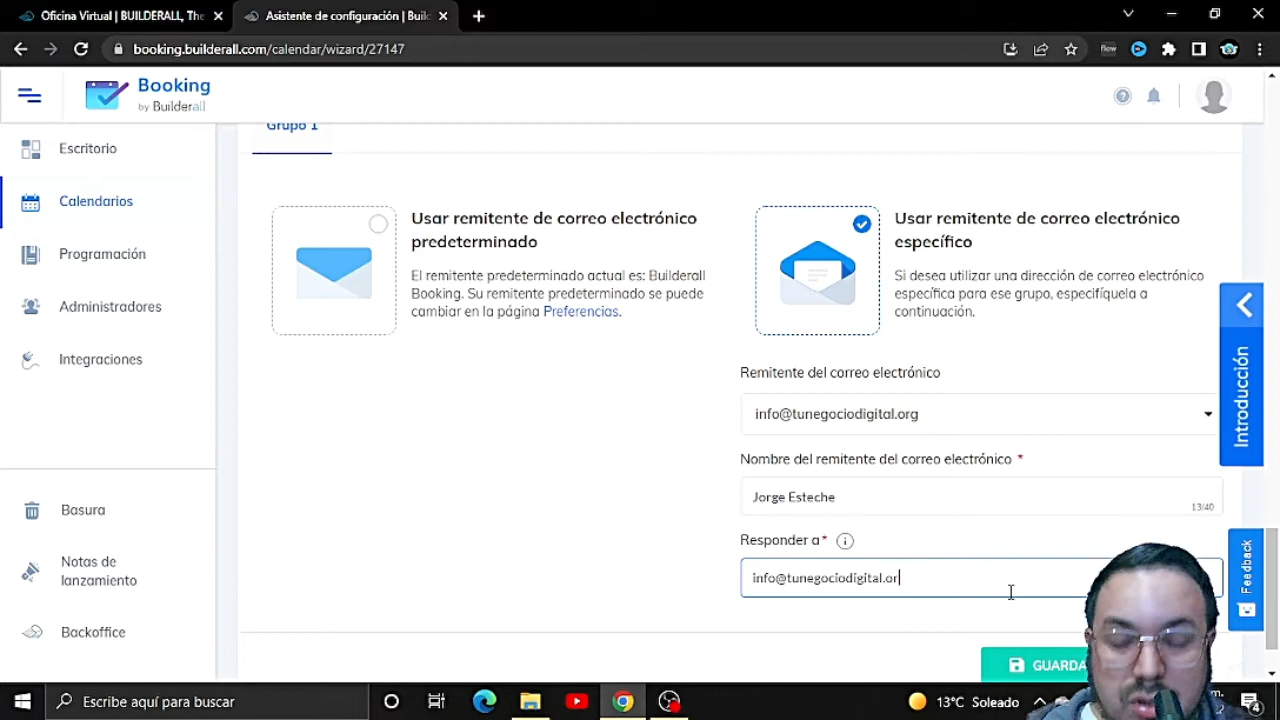 Oficina Virtual | BUILDERALL, The
Asistente de configuración | Buil
booking.builderall.com/calendar/wizard/27147
flow
Booking
by Builderall
Escritorio
Calendarios
Programación
Administradores
Integraciones
Basura
Notas de
lanzamiento
Backoffice
Grupo 1
Usar remitente de correo electrónico
predeterminado
El remitente predeterminado actual es: Builderall
Booking. Su remitente predeterminado se puede
cambiar en la página Preferencias.
Usar remitente de correo electrónico
específico
Si desea utilizar una dirección de correo electrónico
específica para ese grupo, especifíquela a
continuación.
Remitente del correo electrónico
info@tunegociodigital.org
Nombre del remitente del correo electrónico *
Jorge Esteche
13/40
Responder a*
info@tunegociodigital.or
GUARDA
Introducción
Feedback
Escribe aquí para buscar
13°C Soleado
4